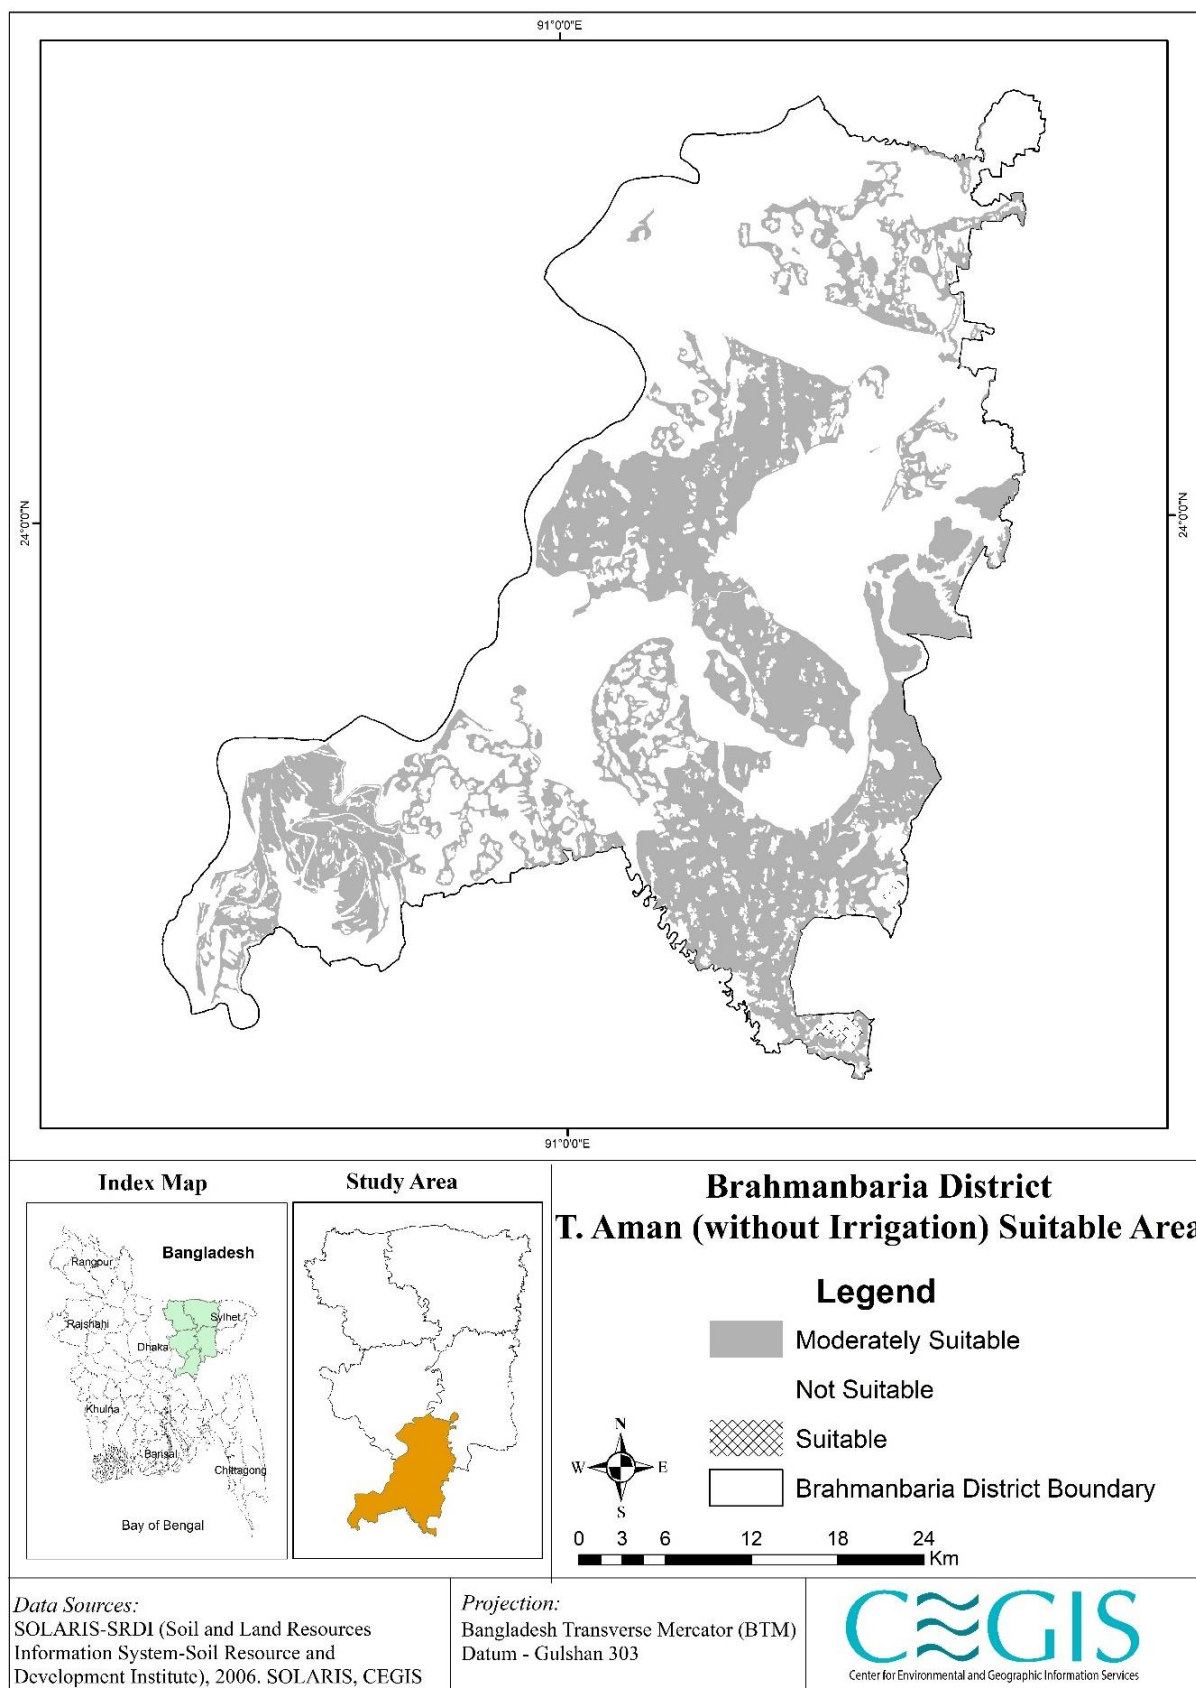 91°0'0"E
24°0'0"N
24°0'0"N
91°0'0"E
Index Map
Bangladesh
Rangpur
Rajshahi
Sylhet
Dhaka
Khulna
Barisal
Chittagong
Bay of Bengal
Study Area
Brahmanbaria District
T. Aman (without Irrigation) Suitable Area
Legend
Moderately Suitable
Not Suitable
Suitable
Brahmanbaria District Boundary
N
W E
S
0 3 6 12 18 24
Km
Data Sources:
SOLARIS-SRDI (Soil and Land Resources
Information System-Soil Resource and
Development Institute), 2006. SOLARIS, CEGIS
Projection:
Bangladesh Transverse Mercator (BTM)
Datum - Gulshan 303
CEGIS
Center for Environmental and Geographic Information Services